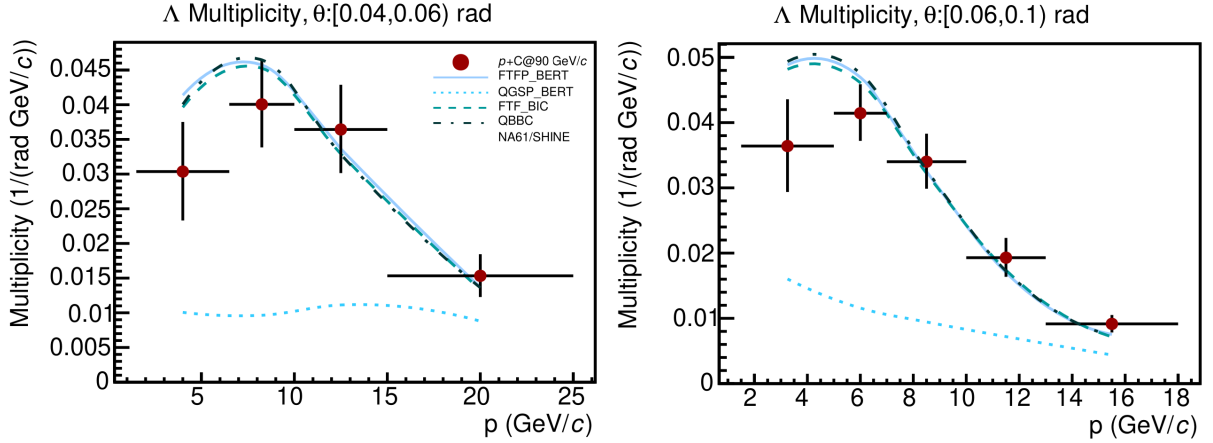 Λ Multiplicity, θ:[0.04,0.06) rad
Multiplicity (1/(rad GeV/c))
0.045
0.04
0.035
0.03
0.025
0.02
0.015
0.01
0.005
0
5
10
15
20
25
p (GeV/c)
p+C@90 GeV/c
FTFP_BERT
QGSP_BERT
FTF_BIC
QBBC
NA61/SHINE
Λ Multiplicity, θ:[0.06,0.1) rad
Multiplicity (1/(rad GeV/c))
0.05
0.04
0.03
0.02
0.01
0
2
4
6
8
10
12
14
16
18
p (GeV/c)